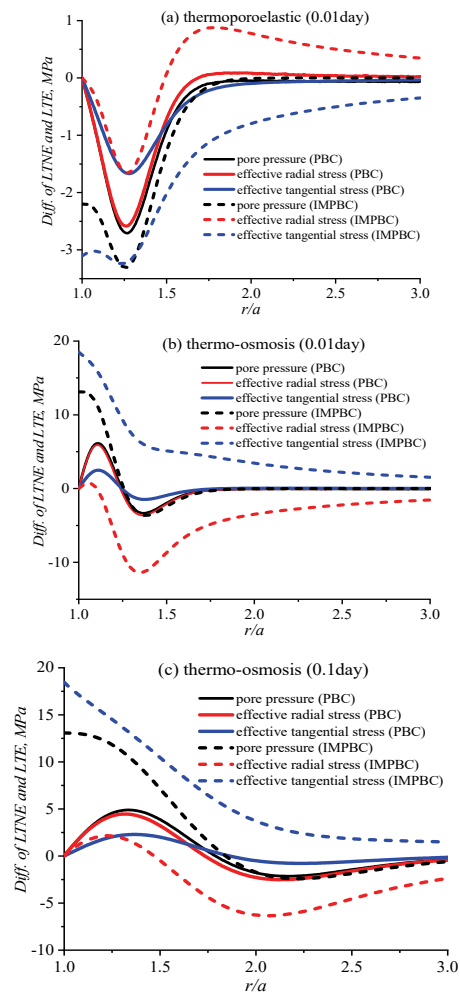 (a) thermoporoelastic (0.01day)
Diff. of LTNE and LTE, MPa
1
0
-1
-2
-3
pore pressure (PBC)
effective radial stress (PBC)
effective tangential stress (PBC)
pore pressure (IMPBC)
effective radial stress (IMPBC)
effective tangential stress (IMPBC)
1.0 1.5 2.0 2.5 3.0
r/a
(b) thermo-osmosis (0.01day)
Diff. of LTNE and LTE, MPa
20
10
0
-10
pore pressure (PBC)
effective radial stress (PBC)
effective tangential stress (PBC)
pore pressure (IMPBC)
effective radial stress (IMPBC)
effective tangential stress (IMPBC)
1.0 1.5 2.0 2.5 3.0
r/a
(c) thermo-osmosis (0.1day)
Diff. of LTNE and LTE, MPa
20
15
10
5
0
-5
-10
pore pressure (PBC)
effective radial stress (PBC)
effective tangential stress (PBC)
pore pressure (IMPBC)
effective radial stress (IMPBC)
effective tangential stress (IMPBC)
1.0 1.5 2.0 2.5 3.0
r/a